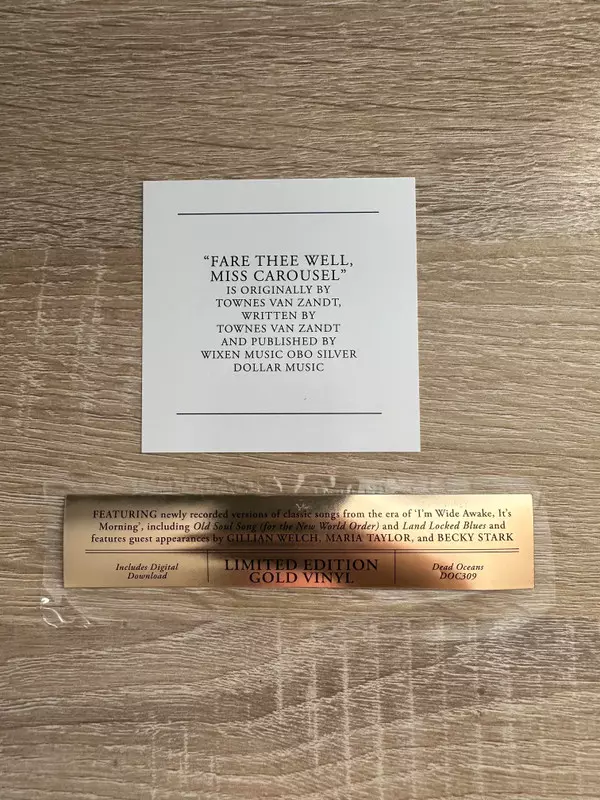 “FARE THEE WELL,
MISS CAROUSEL”
IS ORIGINALLY BY
TOWNES VAN ZANDT,
WRITTEN BY
TOWNES VAN ZANDT
AND PUBLISHED BY
WIXEN MUSIC OBO SILVER
DOLLAR MUSIC
FEATURING newly recorded versions of classic songs from the era of ‘I'm Wide Awake, It's
Morning’, including Old Soul Song (for the New World Order) and Land Locked Blues and
features guest appearances by GILLIAN WELCH, MARIA TAYLOR, and BECKY STARK
Includes Digital
Download
LIMITED EDITION
GOLD VINYL
Dead Oceans
DOC309